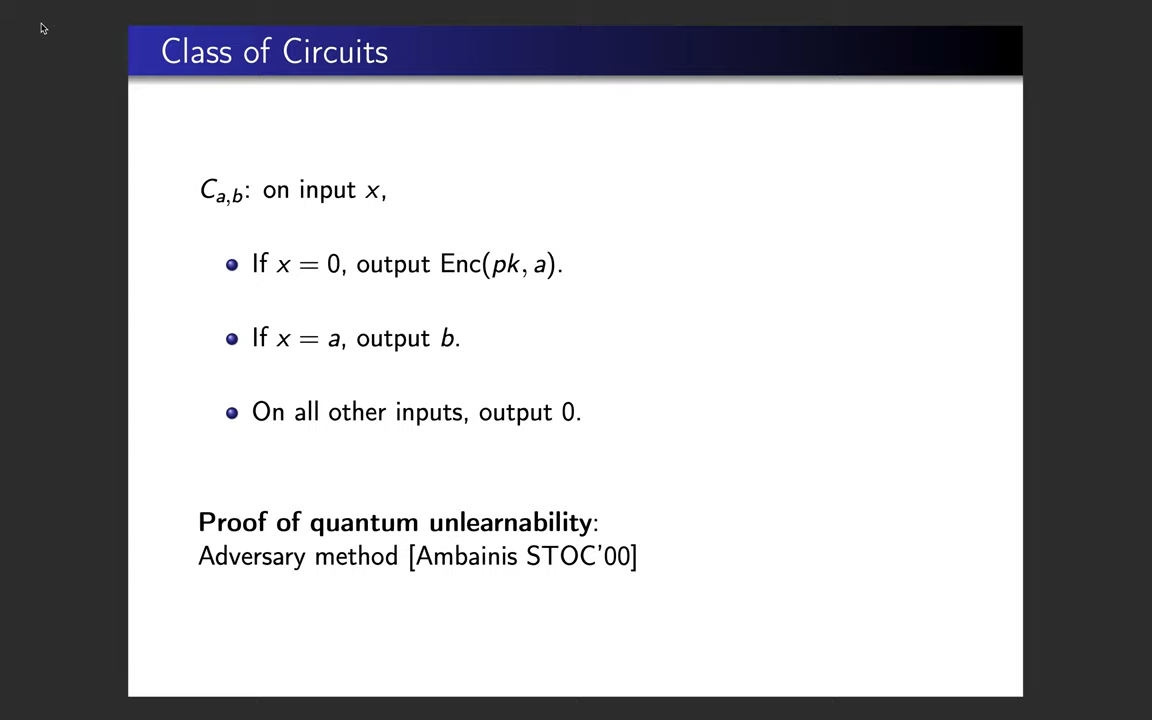 Class of Circuits
C_{a,b}: on input x,
If x = 0, output Enc(pk, a).
If x = a, output b.
On all other inputs, output 0.
Proof of quantum unlearnability:
Adversary method [Ambainis STOC'00]